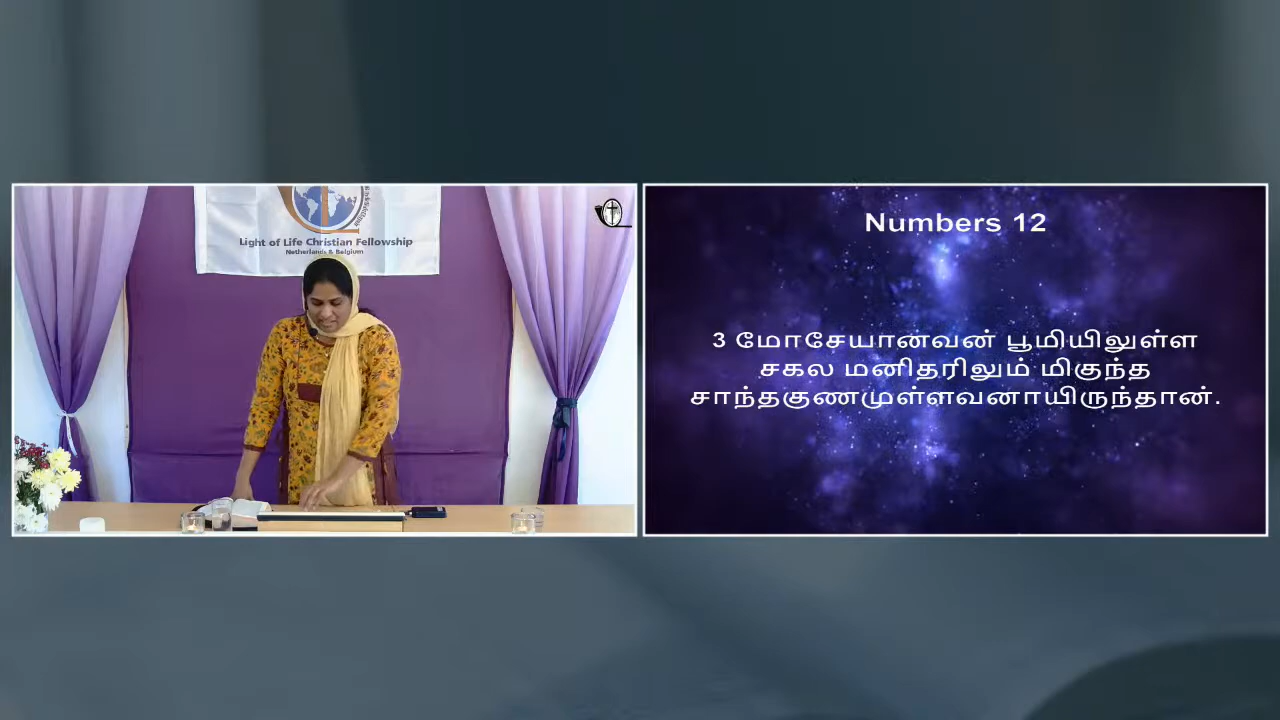 Light of Life Christian Fellowship
Netherlands & Belgium
Numbers 12
3 மோசேயானவன் பூமியிலுள்ள
சகல மனிதரிலும் மிகுந்த
சாந்தகுணமுள்ளவனாயிருந்தான்.